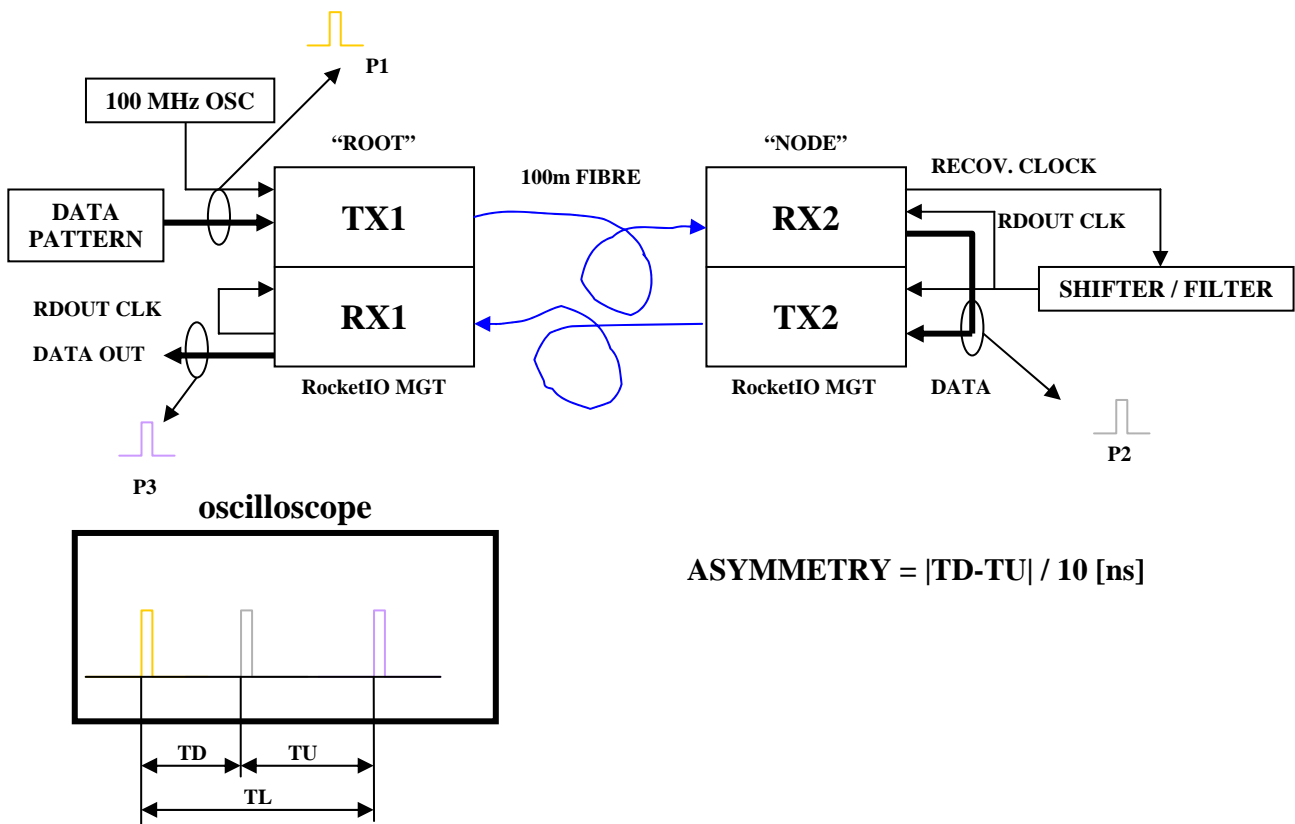 P1
100 MHz OSC
“ROOT”
“NODE”
100m FIBRE
RECOV. CLOCK
DATA
PATTERN
TX1
RX2
RDOUT CLK
SHIFTER / FILTER
RDOUT CLK
RX1
TX2
DATA OUT
RocketIO MGT
RocketIO MGT
DATA
P2
P3
oscilloscope
ASYMMETRY = |TD-TU| / 10 [ns]
TD
TU
TL